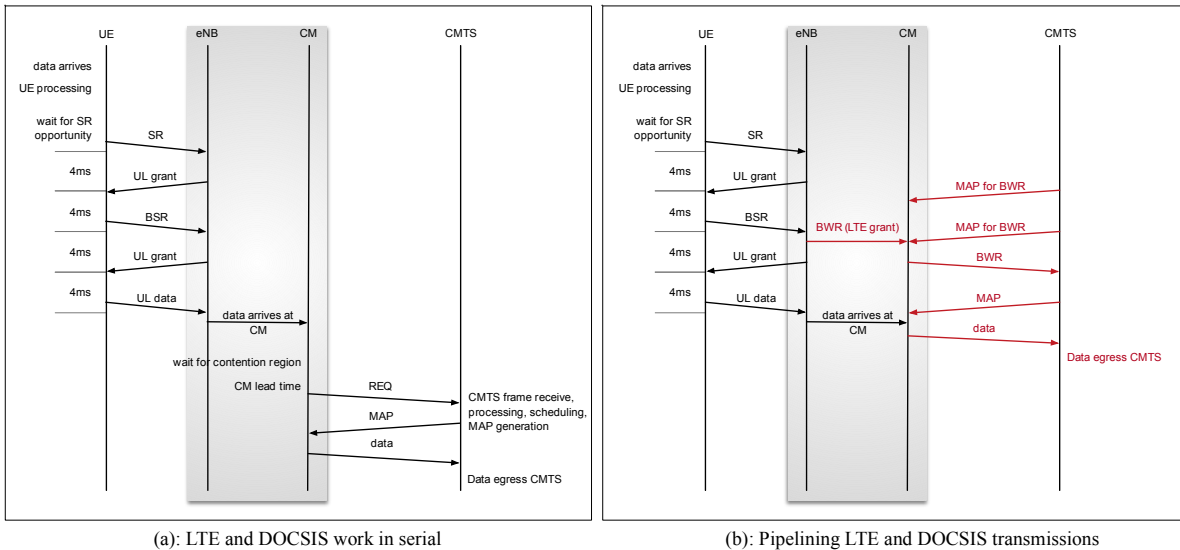 UE
eNB
CM
CMTS
data arrives
UE processing
wait for SR
opportunity
SR
4ms
UL grant
4ms
BSR
4ms
UL grant
4ms
UL data
data arrives at
CM
wait for contention region
CM lead time
REQ
CMTS frame receive,
processing, scheduling,
MAP generation
MAP
data
Data egress CMTS
(a): LTE and DOCSIS work in serial
UE
eNB
CM
CMTS
data arrives
UE processing
wait for SR
opportunity
SR
4ms
UL grant
MAP for BWR
4ms
BSR
BWR (LTE grant)
MAP for BWR
4ms
UL grant
BWR
4ms
UL data
MAP
data arrives at
CM
data
Data egress CMTS
(b): Pipelining LTE and DOCSIS transmissions